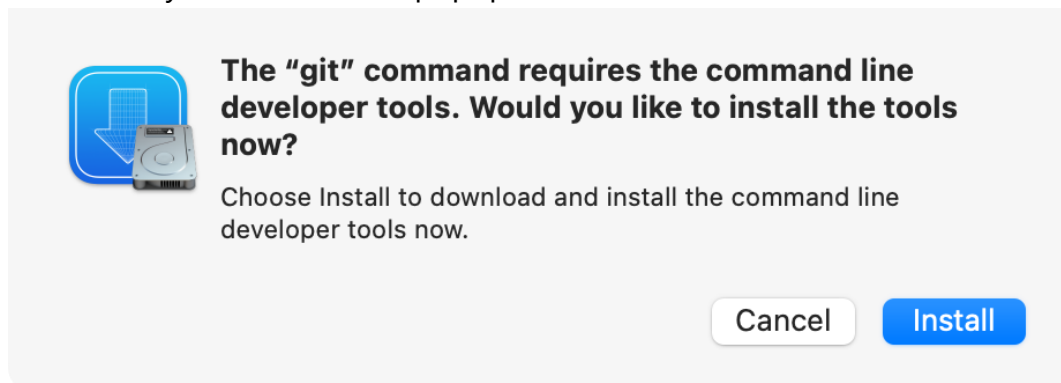 The “git” command requires the command line
developer tools. Would you like to install the tools
now?
Choose Install to download and install the command line
developer tools now.
Cancel Install